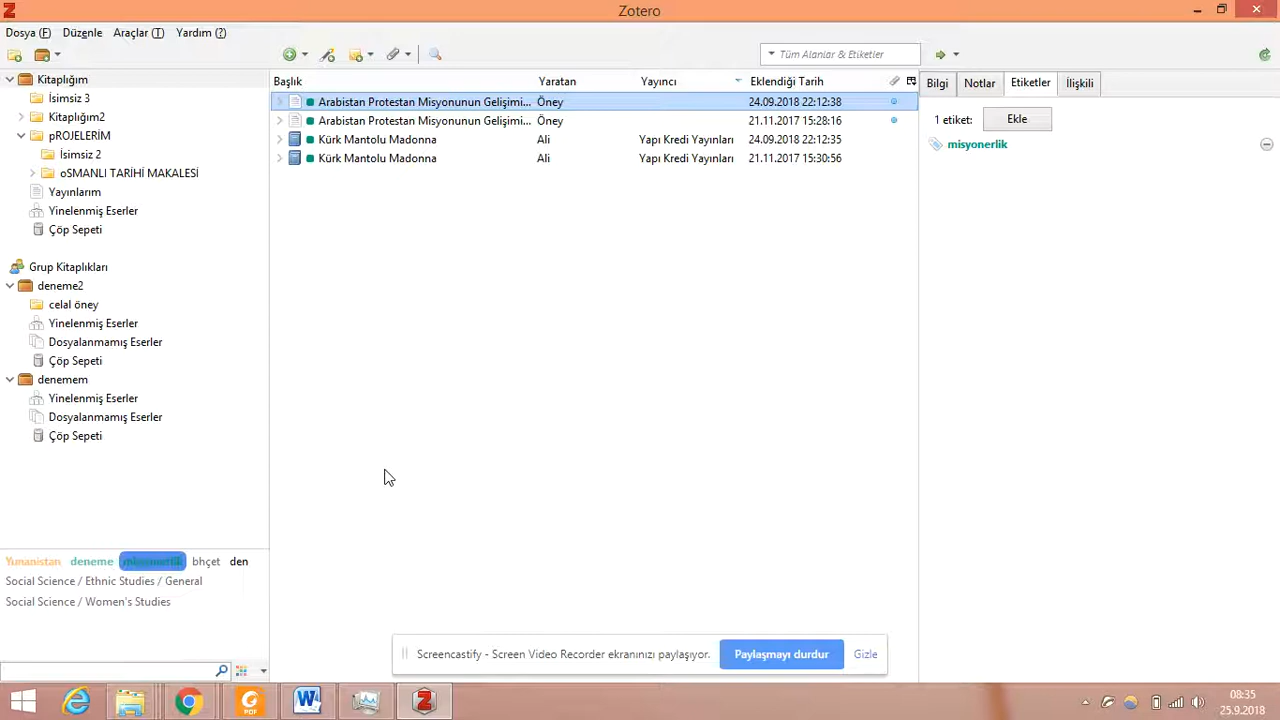 Zotero
Dosya (F) Düzenle Araçlar (T) Yardım (?)
Tüm Alanlar & Etiketler
Başlık Yaratan Yayıncı Eklendiği Tarih
Bilgi Notlar Etiketler İlişkili
Kitaplığım
İsimsiz 3
Kitaplığım2
pROJELERİM
İsimsiz 2
oSMANLI TARİHİ MAKALESİ
Yayınlarım
Yinelenmiş Eserler
Çöp Sepeti
Grup Kitaplıkları
deneme2
celal öney
Yinelenmiş Eserler
Dosyalanmamış Eserler
Çöp Sepeti
denemem
Yinelenmiş Eserler
Dosyalanmamış Eserler
Çöp Sepeti
Arabistan Protestan Misyonunun Gelişimi... Öney 24.09.2018 22:12:38
Arabistan Protestan Misyonunun Gelişimi... Öney 21.11.2017 15:28:16
Kürk Mantolu Madonna Ali Yapı Kredi Yayınları 24.09.2018 22:12:35
Kürk Mantolu Madonna Ali Yapı Kredi Yayınları 21.11.2017 15:30:56
1 etiket: Ekle
misyonerlik
Yunanistan deneme misyonerlik bhçet den
Social Science / Ethnic Studies / General
Social Science / Women's Studies
Screencastify - Screen Video Recorder ekranınızı paylaşıyor. Paylaşmayı durdur Gizle
08:35
25.9.2018